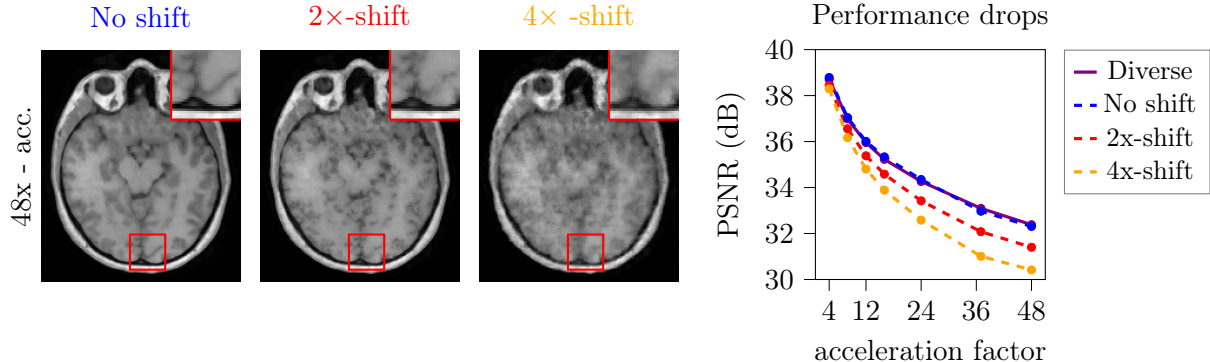 No shift
2×-shift
4× -shift
48x - acc.
Performance drops
PSNR (dB)
40
38
36
34
32
30
4 12 24 36 48
acceleration factor
Diverse
No shift
2x-shift
4x-shift